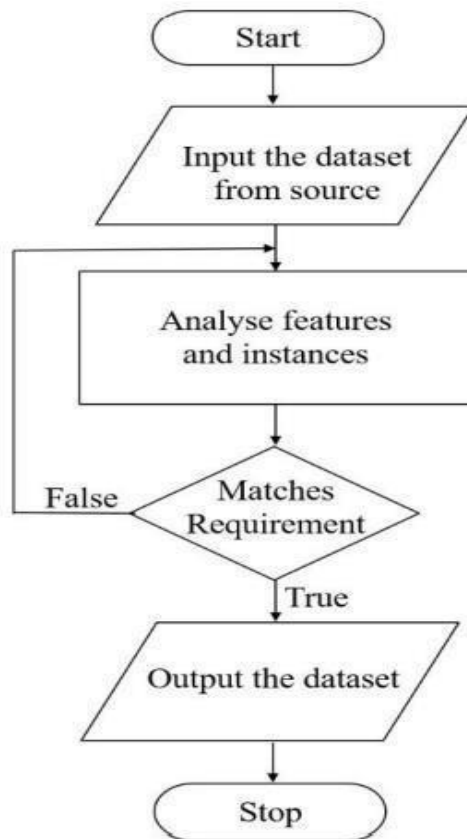 Start
Input the dataset
from source
Analyse features
and instances
Matches
Requirement
False
True
Output the dataset
Stop